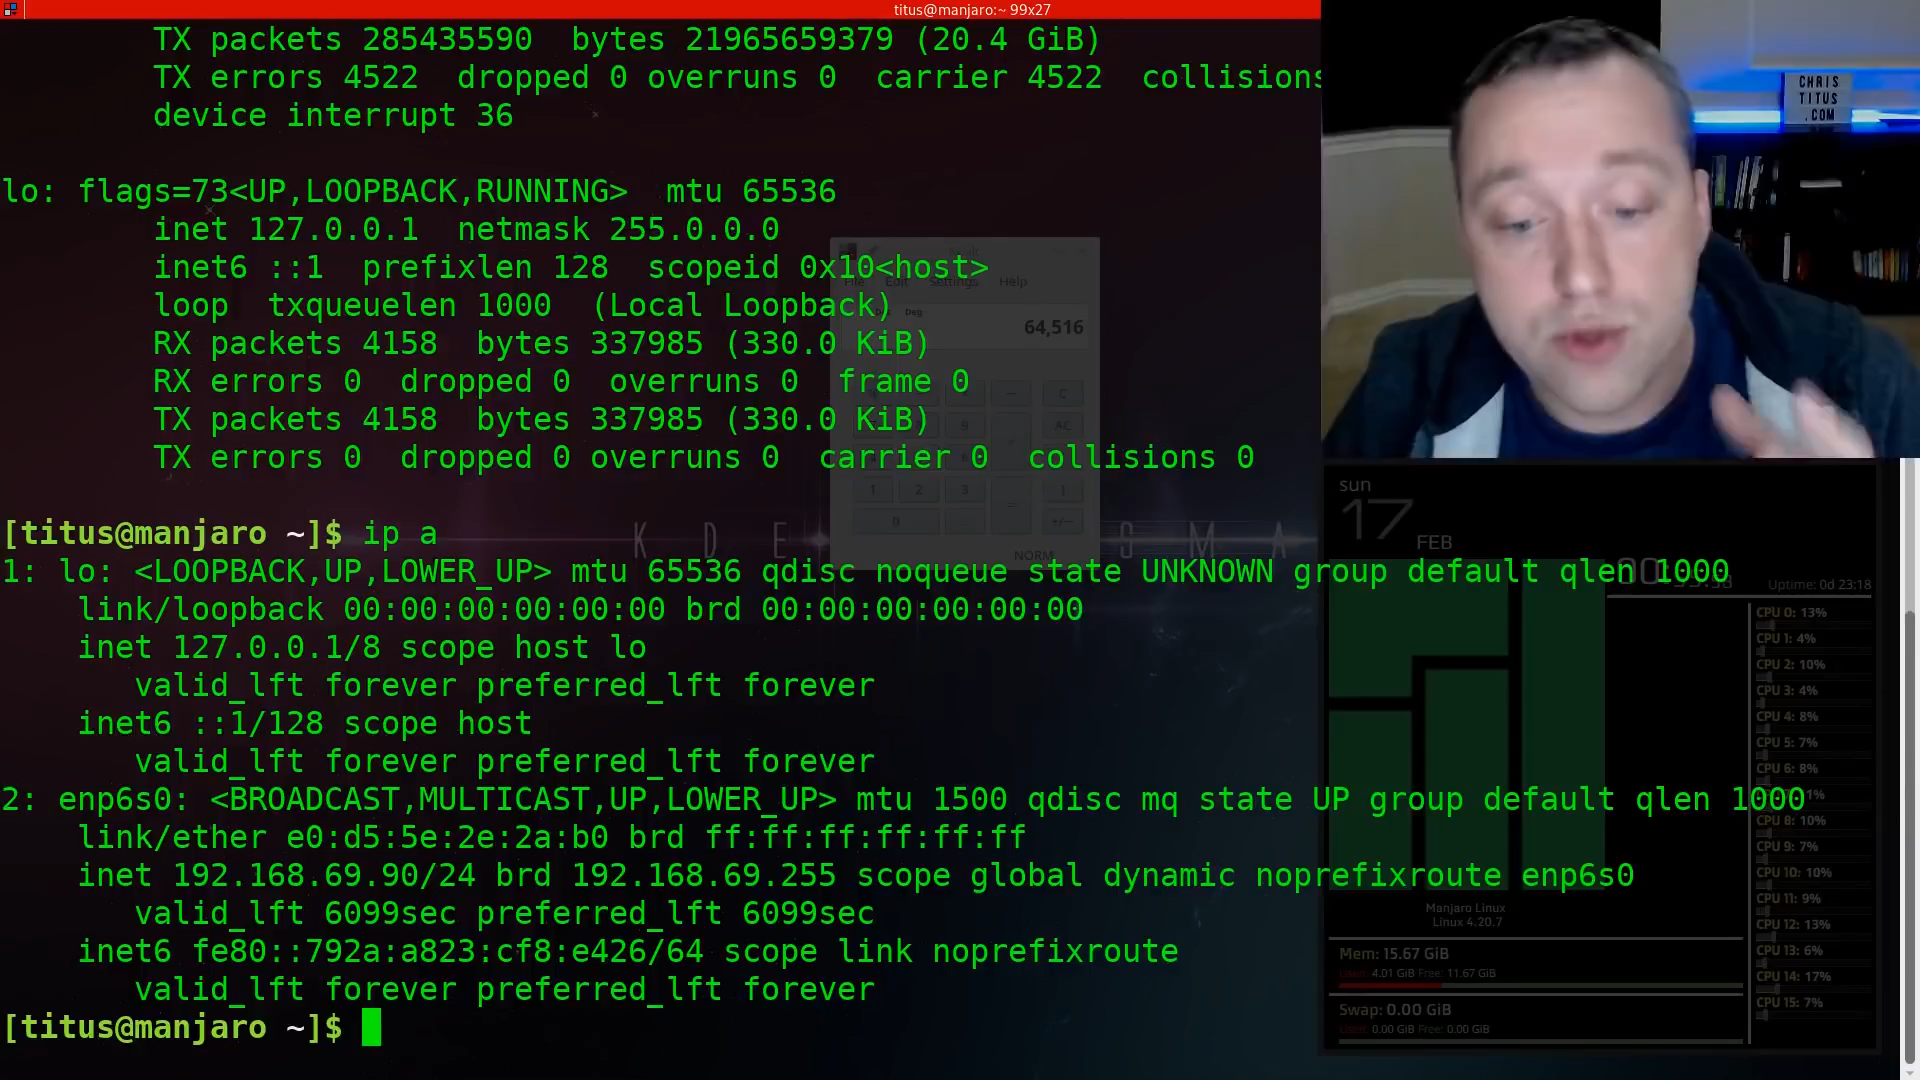 titus@manjaro:~ 99x27
TX packets 285435590 bytes 21965659379 (20.4 GiB)
TX errors 4522 dropped 0 overruns 0 carrier 4522 collisions
device interrupt 36
lo: flags=73<UP,LOOPBACK,RUNNING> mtu 65536
inet 127.0.0.1 netmask 255.0.0.0
inet6 ::1 prefixlen 128 scopeid 0x10<host>
loop txqueuelen 1000 (Local Loopback)
RX packets 4158 bytes 337985 (330.0 KiB)
RX errors 0 dropped 0 overruns 0 frame 0
TX packets 4158 bytes 337985 (330.0 KiB)
TX errors 0 dropped 0 overruns 0 carrier 0 collisions 0
[titus@manjaro ~]$ ip a
1: lo: <LOOPBACK,UP,LOWER_UP> mtu 65536 qdisc noqueue state UNKNOWN group default qlen 1000
link/loopback 00:00:00:00:00:00 brd 00:00:00:00:00:00
inet 127.0.0.1/8 scope host lo
valid_lft forever preferred_lft forever
inet6 ::1/128 scope host
valid_lft forever preferred_lft forever
2: enp6s0: <BROADCAST,MULTICAST,UP,LOWER_UP> mtu 1500 qdisc mq state UP group default qlen 1000
link/ether e0:d5:5e:2e:2a:b0 brd ff:ff:ff:ff:ff:ff
inet 192.168.69.90/24 brd 192.168.69.255 scope global dynamic noprefixroute enp6s0
valid_lft 6099sec preferred_lft 6099sec
inet6 fe80::792a:a823:cf8:e426/64 scope link noprefixroute
valid_lft forever preferred_lft forever
[titus@manjaro ~]$
File Edit Settings Help
Deg
64,516
C
AC
1 2 3 =
0 +/-
NORM
K D E
S M A
CHRIS
TITUS
.COM
sun
17
FEB
Uptime: 0d 23:18
CPU 0: 13%
CPU 1: 4%
CPU 2: 10%
CPU 3: 4%
CPU 4: 8%
CPU 5: 7%
CPU 6: 8%
CPU 8: 10%
CPU 9: 7%
CPU 10: 10%
CPU 11: 9%
CPU 12: 13%
CPU 13: 6%
CPU 14: 17%
CPU 15: 7%
Manjaro Linux
Linux 4.20.7
Mem: 15.67 GiB
4.01 GiB Free: 11.67 GiB
Swap: 0.00 GiB
0.00 GiB Free: 0.00 GiB